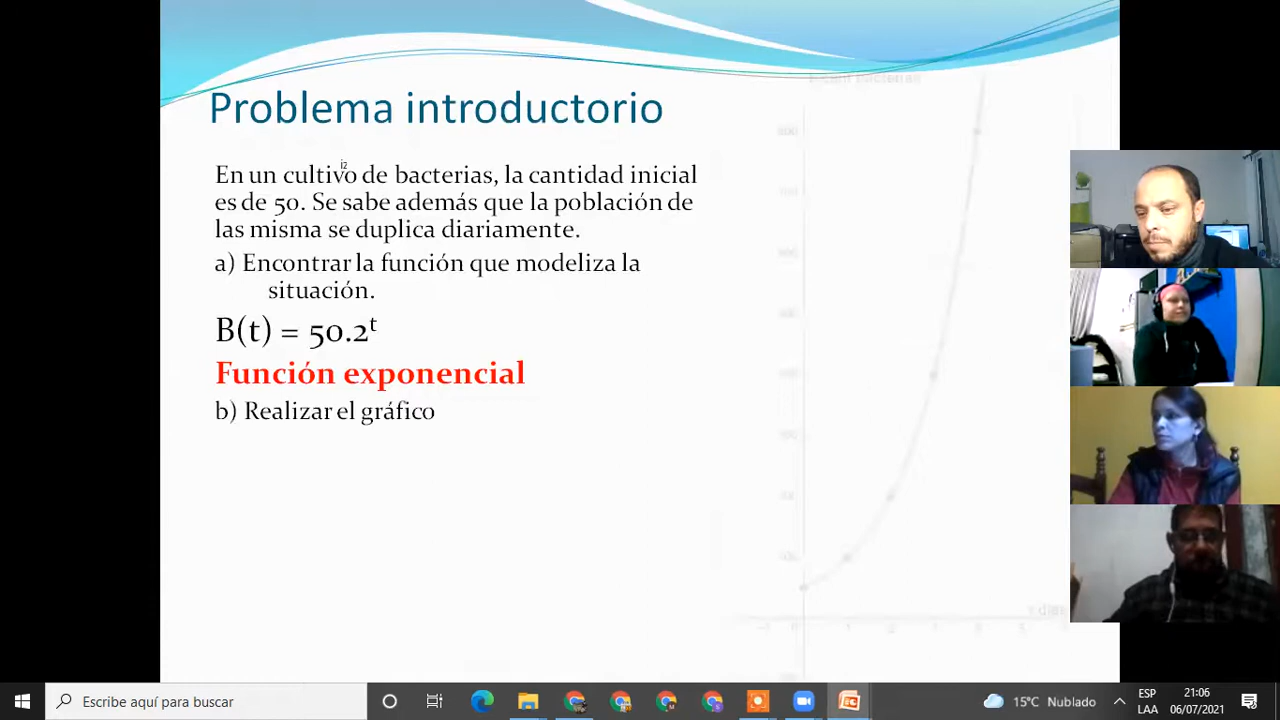 Problema introductorio
En un cultivo de bacterias, la cantidad inicial
es de 50. Se sabe además que la población de
las misma se duplica diariamente.
a) Encontrar la función que modeliza la
situación.
B(t) = 50.2ᵗ
Función exponencial
b) Realizar el gráfico
Escribe aquí para buscar
15°C Nublado
ESP
LAA
21:06
06/07/2021